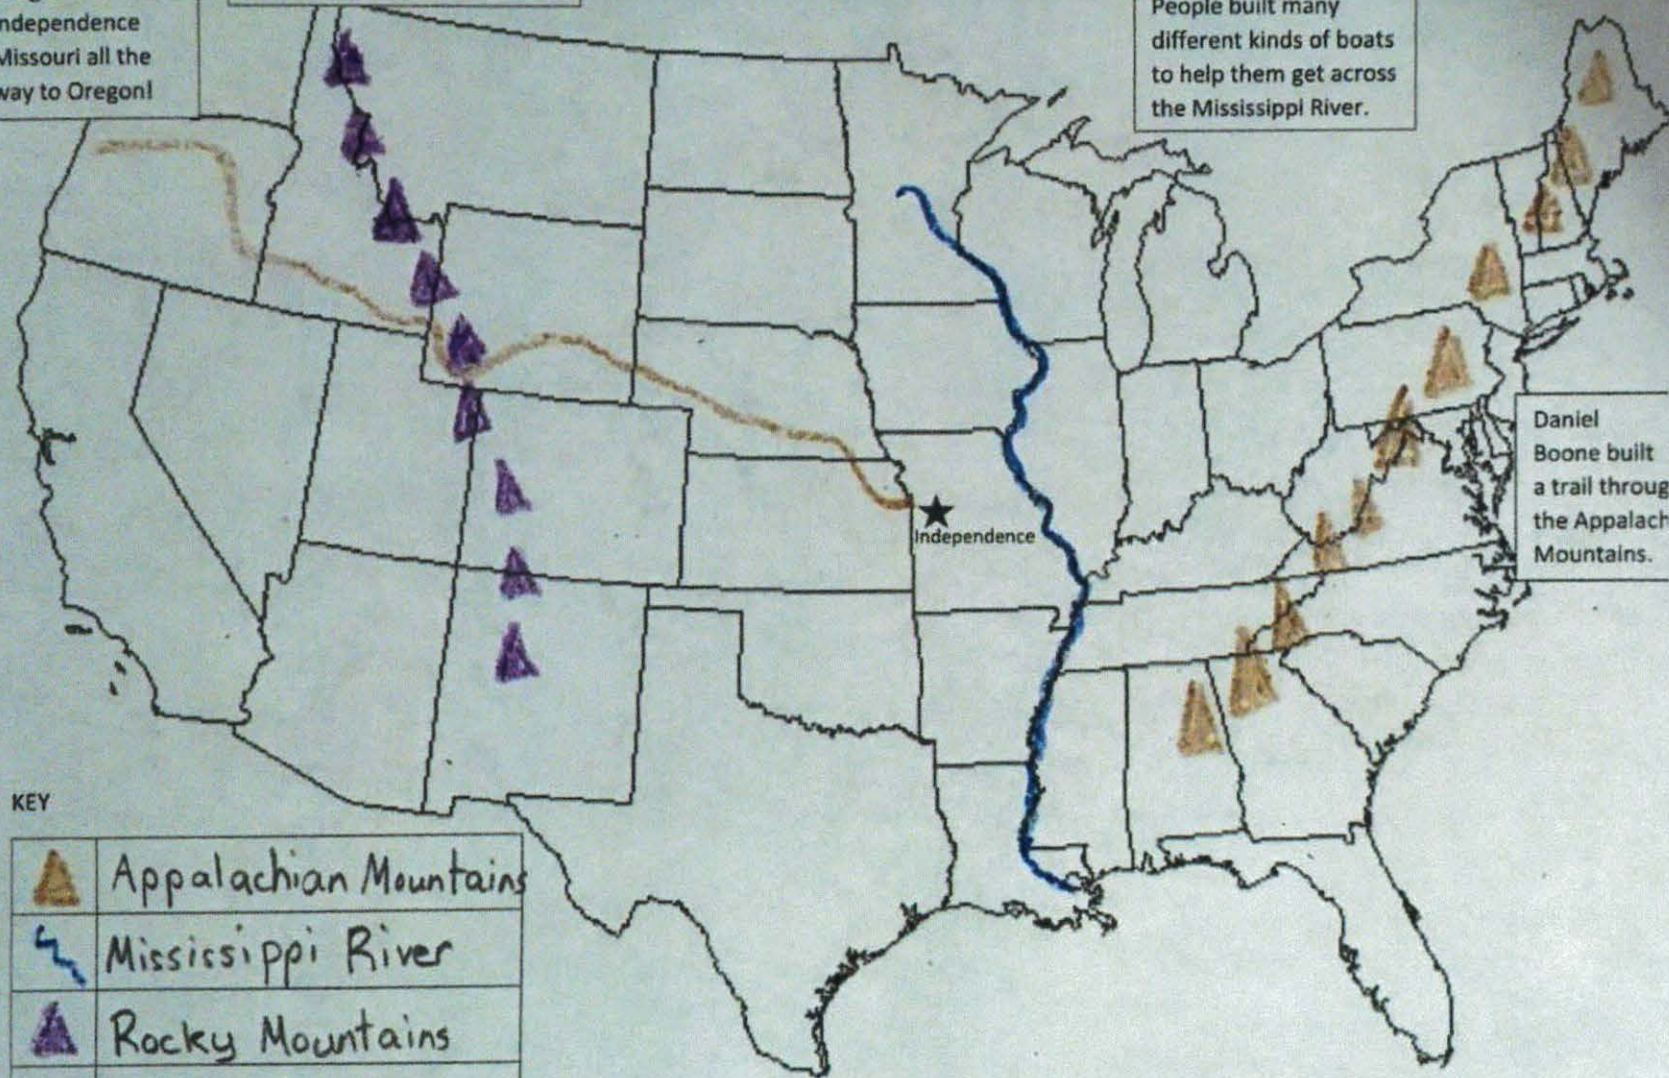 Independence
Missouri all the
way to Oregon!
People built many
different kinds of boats
to help them get across
the Mississippi River.
Daniel
Boone built
a trail throug
the Appalach
Mountains.
Independence
KEY
Appalachian Mountains
Mississippi River
Rocky Mountains